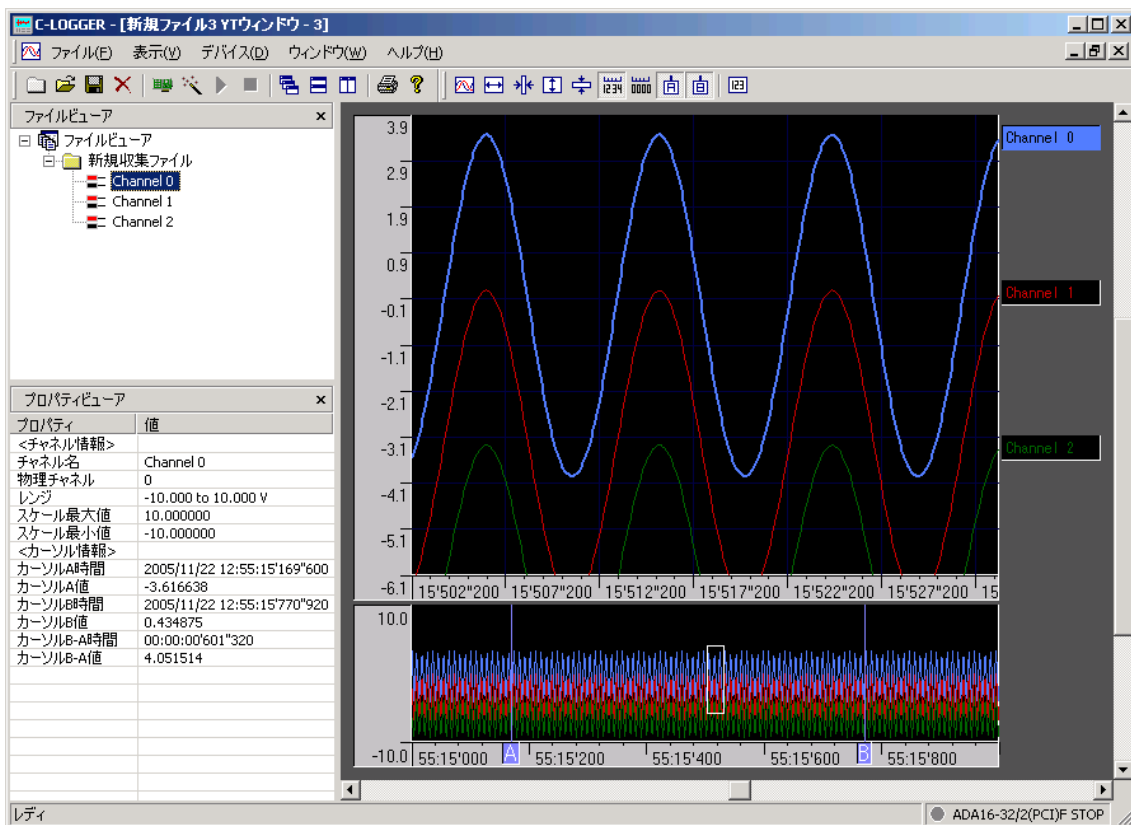 C-LOGGER - [新規ファイル3 YTウィンドウ - 3]
ファイル(F) 表示(V) デバイス(D) ウィンドウ(W) ヘルプ(H)
ファイルビューア
ファイルビューア
新規収集ファイル
Channel 0
Channel 1
Channel 2
プロパティビューア
プロパティ 値
<チャネル情報>
チャネル名 Channel 0
物理チャネル 0
レンジ -10.000 to 10.000 V
スケール最大値 10.000000
スケール最小値 -10.000000
<カーソル情報>
カーソルA時間 2005/11/22 12:55:15'169"600
カーソルA値 -3.616638
カーソルB時間 2005/11/22 12:55:15'770"920
カーソルB値 0.434875
カーソルB-A時間 00:00:00'601"320
カーソルB-A値 4.051514
3.9
2.9
1.9
0.9
-0.1
-1.1
-2.1
-3.1
-4.1
-5.1
-6.1
15'502"200 15'507"200 15'512"200 15'517"200 15'522"200 15'527"200 15
Channel 0
Channel 1
Channel 2
10.0
-10.0
55:15'000 A 55:15'200 55:15'400 55:15'600 B 55:15'800
レディ
ADA16-32/2(PCI)F STOP